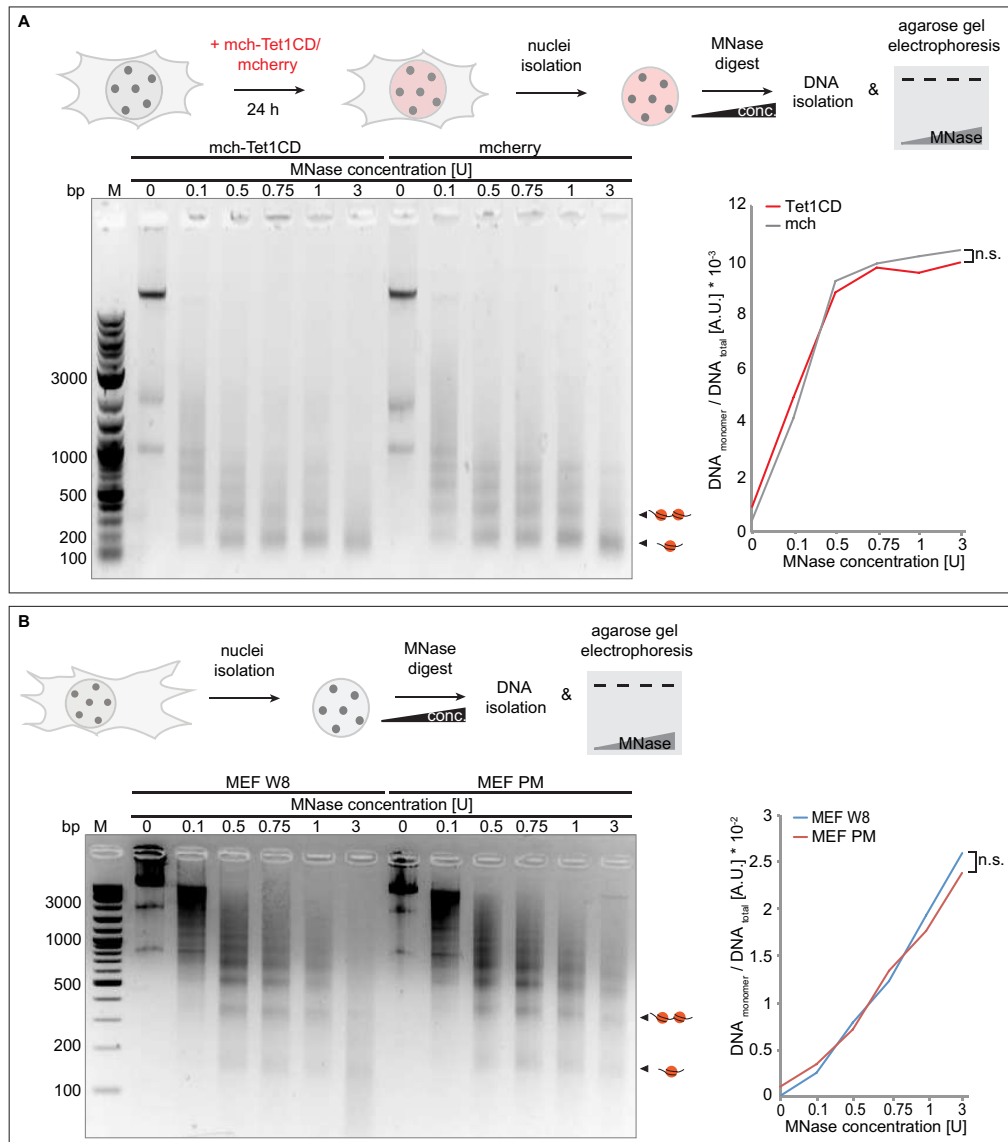 A
+ mch-Tet1CD/
mcherry
24 h
nuclei
isolation
MNase
digest
conc.
DNA
isolation
&
agarose gel
electrophoresis
MNase
mch-Tet1CD mcherry
MNase concentration [U]
bp M 0 0.1 0.5 0.75 1 3 0 0.1 0.5 0.75 1 3
3000
1000
500
200
100
Tet1CD
mch
n.s.
DNA monomer / DNA total [A.U.] * 10-3
12
10
8
6
4
2
0
0 0.1 0.5 0.75 1 3
MNase concentration [U]
B
nuclei
isolation
MNase
digest
conc.
DNA
isolation
&
agarose gel
electrophoresis
MNase
MEF W8 MEF PM
MNase concentration [U]
bp M 0 0.1 0.5 0.75 1 3 0 0.1 0.5 0.75 1 3
3000
1000
500
200
100
MEF W8
MEF PM
n.s.
DNA monomer / DNA total [A.U.] * 10-2
3
2.5
2
1.5
1
0.5
0
0 0.1 0.5 0.75 1 3
MNase concentration [U]